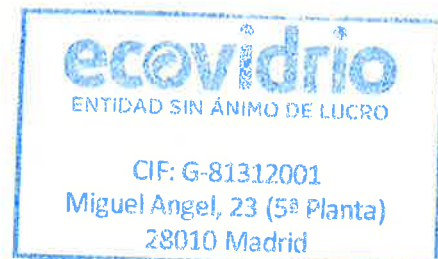 ecovidrio
ENTIDAD SIN ÁNIMO DE LUCRO
CIF: G-81312001
Miguel Angel, 23 (5ª Planta)
28010 Madrid